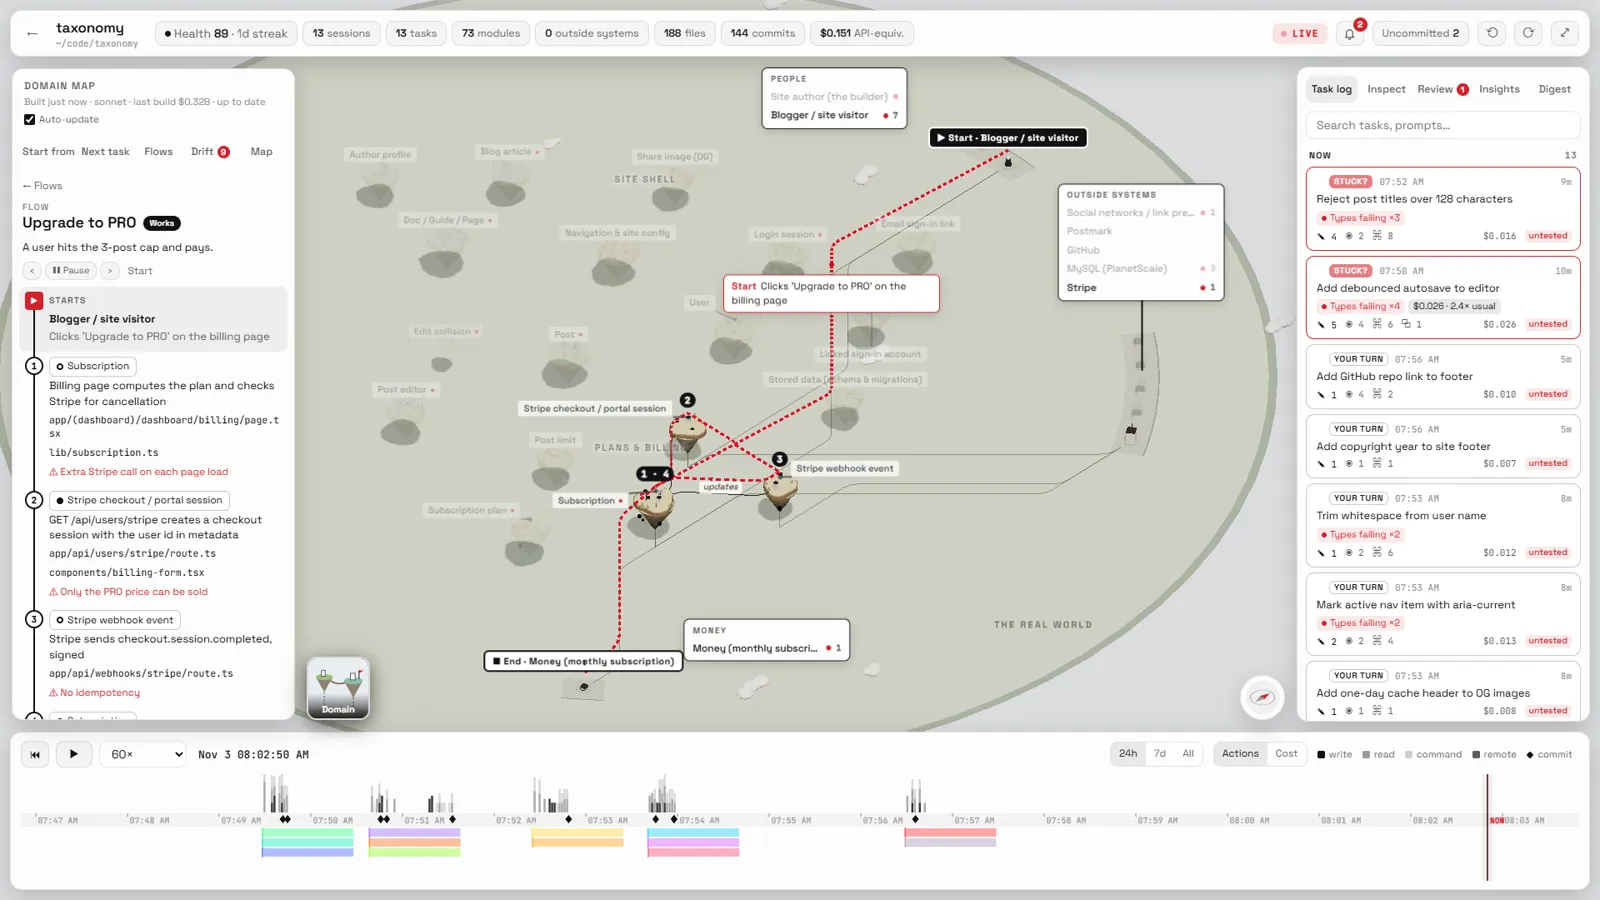 ← taxonomy
~/code/taxonomy
Health 89 · 1d streak
13 sessions
13 tasks
73 modules
0 outside systems
188 files
144 commits
$0.151 API-equiv.
LIVE
2
Uncommitted 2
DOMAIN MAP
Built just now · sonnet · last build $0.328 · up to date
Auto-update
Start from
Next task
Flows
Drift 9
Map
← Flows
FLOW
Upgrade to PRO Works
A user hits the 3-post cap and pays.
< Pause > Start
STARTS
Blogger / site visitor
Clicks 'Upgrade to PRO' on the billing page
1 Subscription
Billing page computes the plan and checks
Stripe for cancellation
app/(dashboard)/dashboard/billing/page.t
sx
lib/subscription.ts
⚠ Extra Stripe call on each page load
2 Stripe checkout / portal session
GET /api/users/stripe creates a checkout
session with the user id in metadata
app/api/users/stripe/route.ts
components/billing-form.tsx
⚠ Only the PRO price can be sold
3 Stripe webhook event
Stripe sends checkout.session.completed,
signed
app/api/webhooks/stripe/route.ts
⚠ No idempotency
PEOPLE
Site author (the builder)
Blogger / site visitor 7
▶ Start · Blogger / site visitor
Author profile
Blog article
Share image (OG)
SITE SHELL
Doc / Guide / Page
Navigation & site config
Login session
Email sign-in link
OUTSIDE SYSTEMS
Social networks / link pre... 1
Postmark
GitHub
MySQL (PlanetScale) 3
Stripe 1
Start Clicks 'Upgrade to PRO' on the
billing page
User
Edit collision
Post
Linked sign-in account
Stored data (schema & migrations)
Post editor
2
Stripe checkout / portal session
Post limit
PLANS & BILLING
3
Stripe webhook event
1 · 4
updates
Subscription
Subscription plan
THE REAL WORLD
MONEY
Money (monthly subscri... 1
■ End · Money (monthly subscription)
Domain
Task log
Inspect
Review 1
Insights
Digest
Search tasks, prompts...
NOW 13
STUCK? 07:52 AM 9m
Reject post titles over 128 characters
Types failing ×3
4 2 8 $0.016 untested
STUCK? 07:50 AM 10m
Add debounced autosave to editor
Types failing ×4 $0.026 · 2.4× usual
5 4 6 1 $0.026 untested
YOUR TURN 07:56 AM 5m
Add GitHub repo link to footer
1 4 2 $0.010 untested
YOUR TURN 07:56 AM 5m
Add copyright year to site footer
1 1 1 $0.007 untested
YOUR TURN 07:53 AM 8m
Trim whitespace from user name
Types failing ×2
1 2 6 $0.012 untested
YOUR TURN 07:53 AM 8m
Mark active nav item with aria-current
Types failing ×2
2 2 4 $0.013 untested
YOUR TURN 07:53 AM 8m
Add one-day cache header to OG images
1 1 1 $0.008 untested
60×
Nov 3 08:02:50 AM
24h
7d
All
Actions
Cost
write
read
command
remote
commit
07:47 AM
07:48 AM
07:49 AM
07:50 AM
07:51 AM
07:52 AM
07:53 AM
07:54 AM
07:55 AM
07:56 AM
07:57 AM
07:58 AM
07:59 AM
08:00 AM
08:01 AM
08:02 AM
NOW
08:03 AM